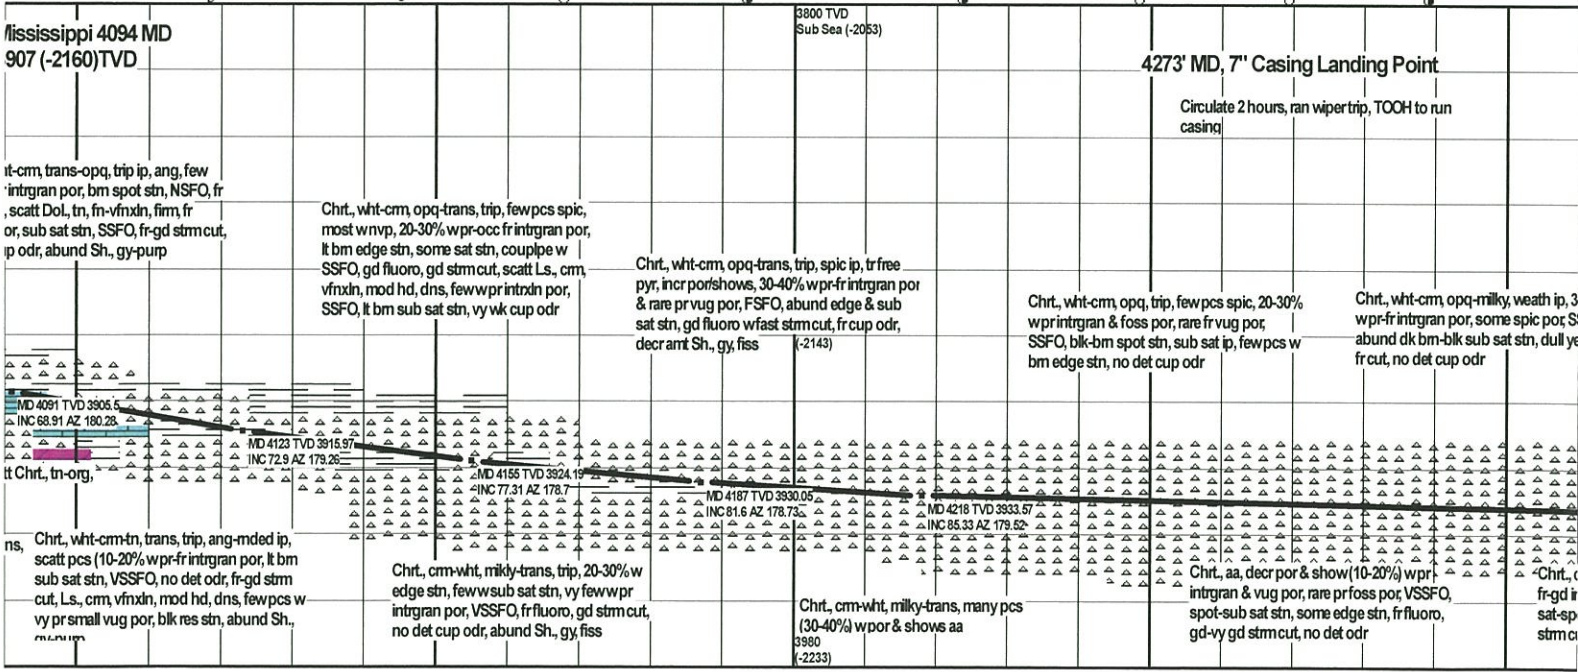 3800 TVD
Sub Sea (-2053)
Mississippi 4094 MD
907 (-2160)TVD
4273' MD, 7" Casing Landing Point
Circulate 2 hours, ran wiper trip, TOOH to run
casing
ht-crm, trans-opq, trip ip, ang, few
intrgran por, brn spot stn, NSFO, fr
, scatt Dol., tn, fn-vfnxln, firm, fr
or, sub sat stn, SSFO, fr-gd strm cut,
up odr, abund Sh., gy-purp
Chrt., wht-crm, opq-trans, trip, few pcs spic,
most wnvp, 20-30% wpr-occ fr intrgran por,
lt brn edge stn, some sat stn, couplpe w
SSFO, gd fluoro, gd strm cut, scatt Ls., crm,
vfnxln, mod hd, dns, few wpr intrxln por,
SSFO, lt brn sub sat stn, vy wk cup odr
Chrt., wht-crm, opq-trans, trip, spic ip, tr free
pyr, incr por/shows, 30-40% wpr-fr intrgran por
& rare pr vug por, FSFO, abund edge & sub
sat stn, gd fluoro wfast strm cut, fr cup odr,
decr amt Sh., gy, fiss
(-2143)
Chrt., wht-crm, opq, trip, few pcs spic, 20-30%
wpr intrgran & foss por, rare fr vug por,
SSFO, blk-brn spot stn, sub sat ip, few pcs w
brn edge stn, no det cup odr
Chrt., wht-crm, opq-milky, weath ip, 3
wpr-fr intrgran por, some spic por, S
abund dk brn-blk sub sat stn, dull ye
fr cut, no det cup odr
MD 4091 TVD 3905.5
INC 68.91 AZ 180.28
MD 4123 TVD 3915.97
INC 72.9 AZ 179.26
MD 4155 TVD 3924.19
INC 77.31 AZ 178.7
MD 4187 TVD 3930.05
INC 81.6 AZ 178.73
MD 4218 TVD 3933.57
INC 85.33 AZ 179.52
tt Chrt., tn-org,
ns,
Chrt., wht-crm-tn, trans, trip, ang-rnded ip,
scatt pcs (10-20% wpr-fr intrgran por, lt brn
sub sat stn, VSSFO, no det odr, fr-gd strm
cut, Ls., crm, vfnxln, mod hd, dns, few pcs w
vy pr small vug por, blk res stn, abund Sh.,
Chrt., crm-wht, mikly-trans, trip, 20-30% w
edge stn, few wsub sat stn, vy few wpr
intrgran por, VSSFO, fr fluoro, gd strm cut,
no det cup odr, abund Sh., gy, fiss
Chrt., crm-wht, milky-trans, many pcs
(30-40%) wpor & shows aa
3980
(-2233)
Chrt., aa, decr por & show (10-20%) wpr
intrgran & vug por, rare pr foss por, VSSFO,
spot-sub sat stn, some edge stn, fr fluoro,
gd-vy gd strm cut, no det odr
Chrt., c
fr-gd in
sat-sp
strm cu